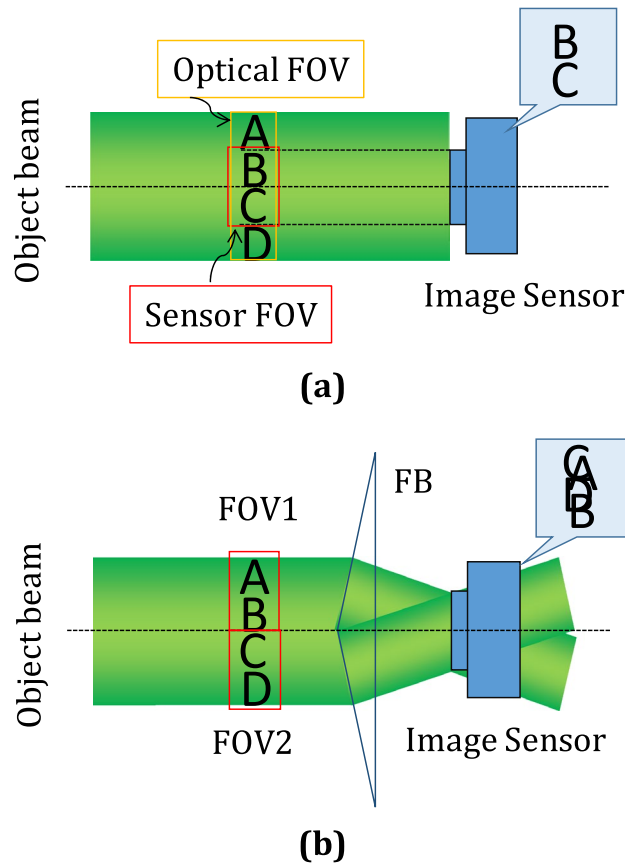 Optical FOV
B
C
A
B
C
D
Object beam
Sensor FOV
Image Sensor
(a)
FB
FOV1
C
A
D
B
A
B
C
D
Object beam
FOV2
Image Sensor
(b)